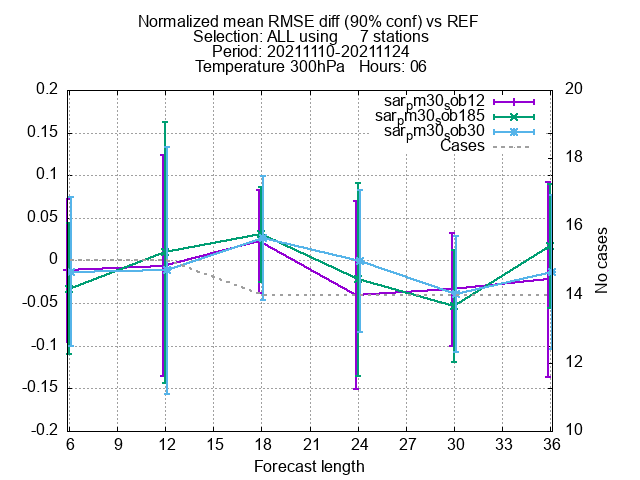 Normalized mean RMSE diff (90% conf) vs REF
Selection: ALL using 7 stations
Period: 20211110-20211124
Temperature 300hPa Hours: 06
sarpm30sob12
sarpm30sob185
sarpm30sob30
Cases
0.2
0.15
0.1
0.05
0
-0.05
-0.1
-0.15
-0.2
20
18
16
14
12
10
No cases
6 9 12 15 18 21 24 27 30 33 36
Forecast length